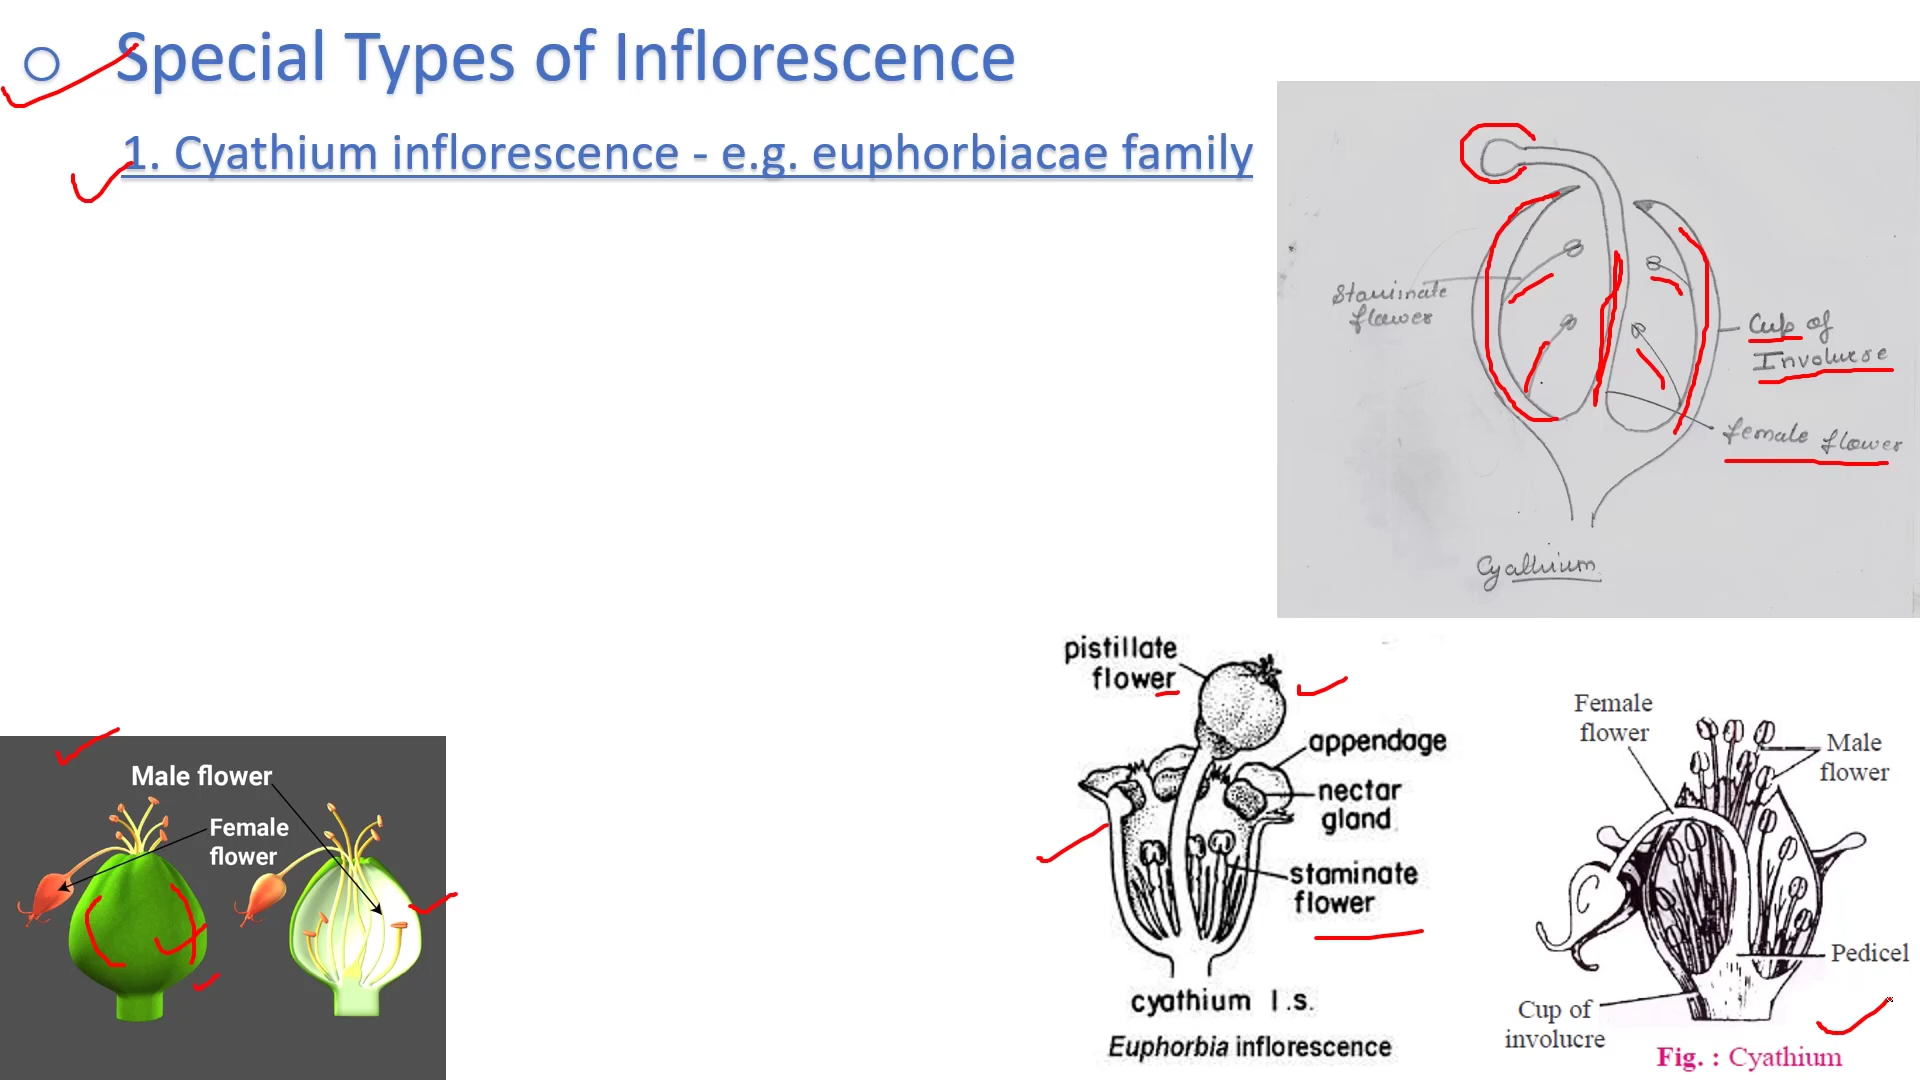 Special Types of Inflorescence
1. Cyathium inflorescence - e.g. euphorbiacae family
Staminate
flower
Cup of
Involucre
female flower
Cyathium
pistillate
flower
appendage
nectar
gland
staminate
flower
cyathium l.s.
Euphorbia inflorescence
Female
flower
Male
flower
Pedicel
Cup of
involucre
Fig. : Cyathium
Male flower
Female
flower